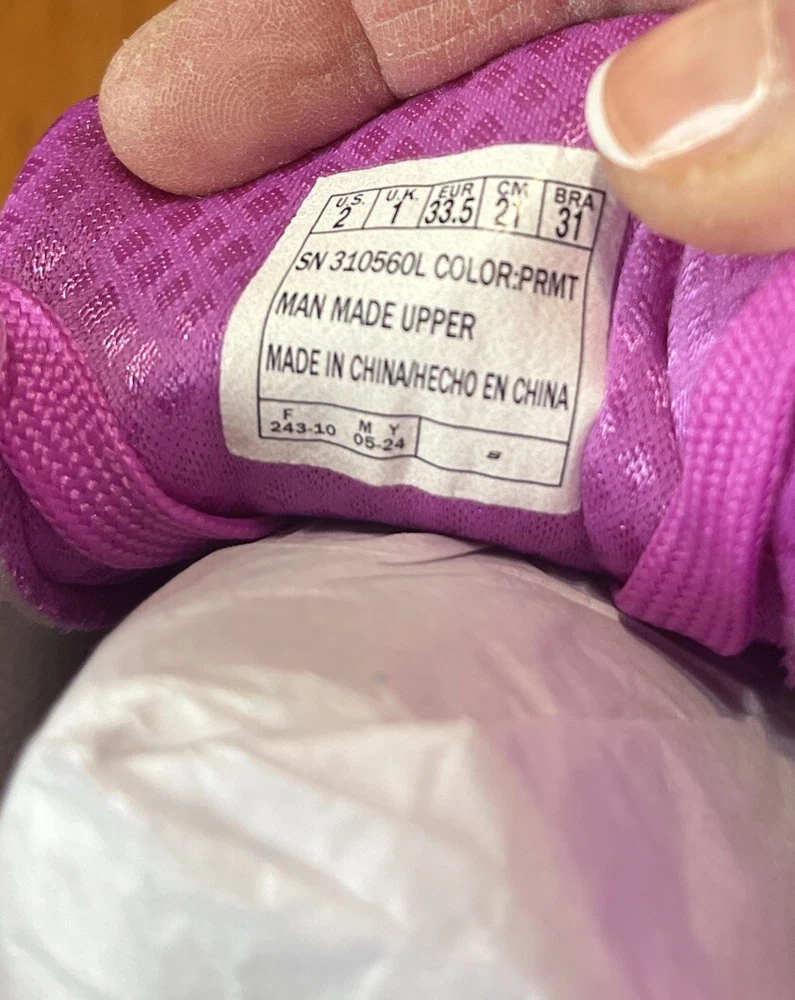 U.S. U.K. EUR CM BRA
2 1 33.5 21 31
SN 310560L COLOR:PRMT
MAN MADE UPPER
MADE IN CHINA/HECHO EN CHINA
F M Y
243-10 05-24